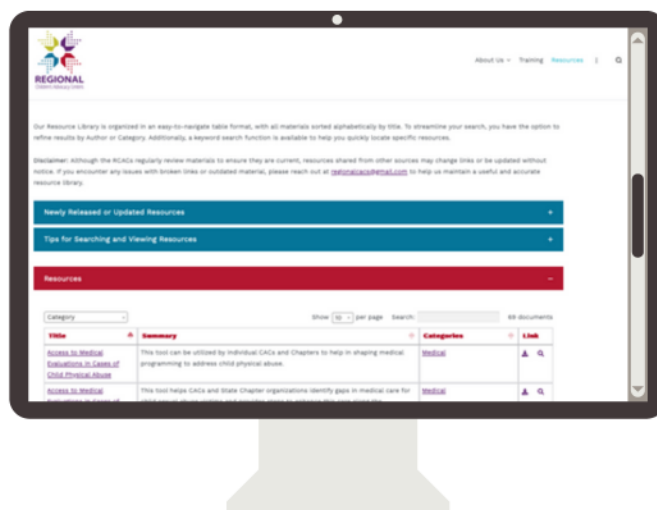 REGIONAL
Children's Advocacy Centers
About Us
Training
Resources
Our Resource Library is organized in an easy-to-navigate table format, with all materials sorted alphabetically by title. To streamline your search, you have the option to
refine results by Author or Category. Additionally, a keyword search function is available to help you quickly locate specific resources.
Disclaimer: Although the RCACs regularly review materials to ensure they are current, resources shared from other sources may change links or be updated without
notice. If you encounter any issues with broken links or outdated material, please reach out at regionalcacs@gmail.com to help us maintain a useful and accurate
resource library.
Newly Released or Updated Resources +
Tips for Searching and Viewing Resources +
Resources −
Category Show per page Search: 69 documents
Title Summary Categories Link
Access to Medical This tool can be utilized by individual CACs and Chapters to help in shaping medical Medical
Evaluations in Cases of programming to address child physical abuse.
Child Physical Abuse
Access to Medical This tool helps CACs and State Chapter organizations identify gaps in medical care for Medical
Evaluations in Cases of